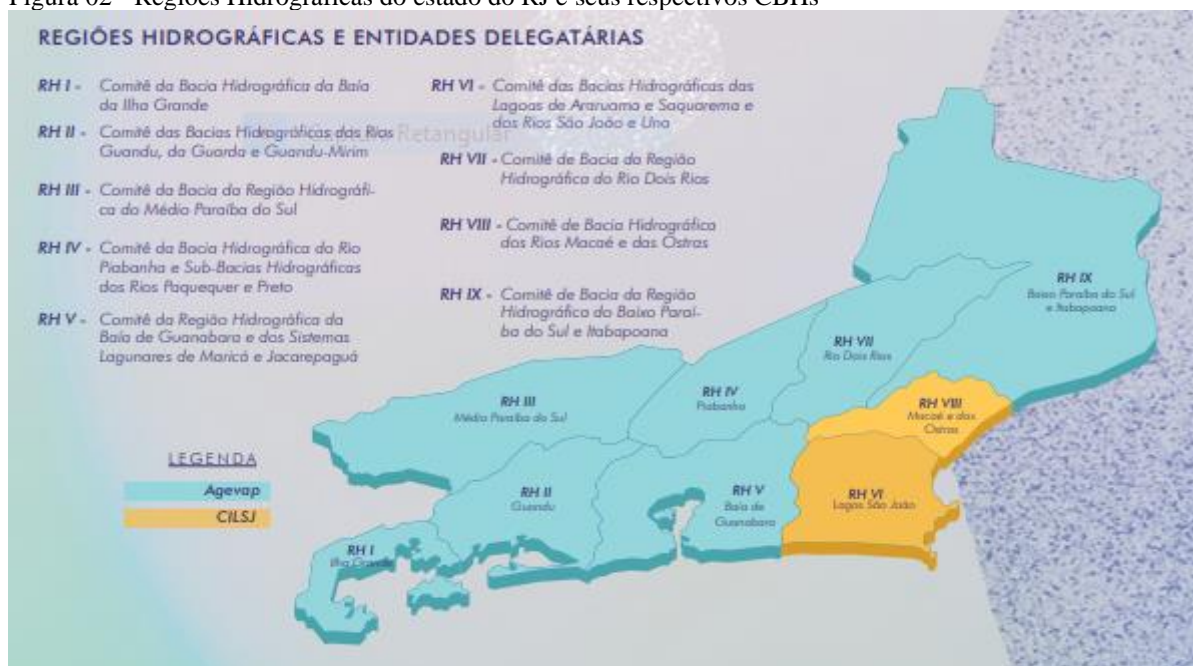 Figura 02 - Regiões Hidrográficas do estado do RJ e seus respectivos CBHs
REGIÕES HIDROGRÁFICAS E ENTIDADES DELEGATÁRIAS
RH I - Comitê da Bacia Hidrográfica da Baía
da Ilha Grande
RH II - Comitê das Bacias Hidrográficas dos Rios
Guandu, da Guarda e Guandu-Mirim
RH III - Comitê da Bacia da Região Hidrográfi-
ca do Médio Paraíba do Sul
RH IV - Comitê da Bacia Hidrográfica do Rio
Piabanha e Sub-Bacias Hidrográficas
dos Rios Paquequer e Preto
RH V - Comitê da Região Hidrográfica da
Baía de Guanabara e dos Sistemas
Lagunares de Maricá e Jacarepaguá
RH VI - Comitê das Bacias Hidrográficas das
Lagoas de Araruama e Saquarema e
dos Rios São João e Una
Retangular
RH VII - Comitê de Bacia da Região
Hidrográfica do Rio Dois Rios
RH VIII - Comitê de Bacia Hidrográfica
dos Rios Macaé e das Ostras
RH IX - Comitê de Bacia da Região
Hidrográfica do Baixo Paraí-
ba do Sul e Itabapoana
RH IX
Baixo Paraíba do Sul
e Itabapoana
RH VII
Rio Dois Rios
RH IV
Piabanha
RH III
Médio Paraíba do Sul
RH VIII
Macaé e das
Ostras
RH II
Guandu
RH V
Baía de
Guanabara
RH VI
Lagos São João
RH I
Ilha Grande
LEGENDA
Agevap
CILSJ